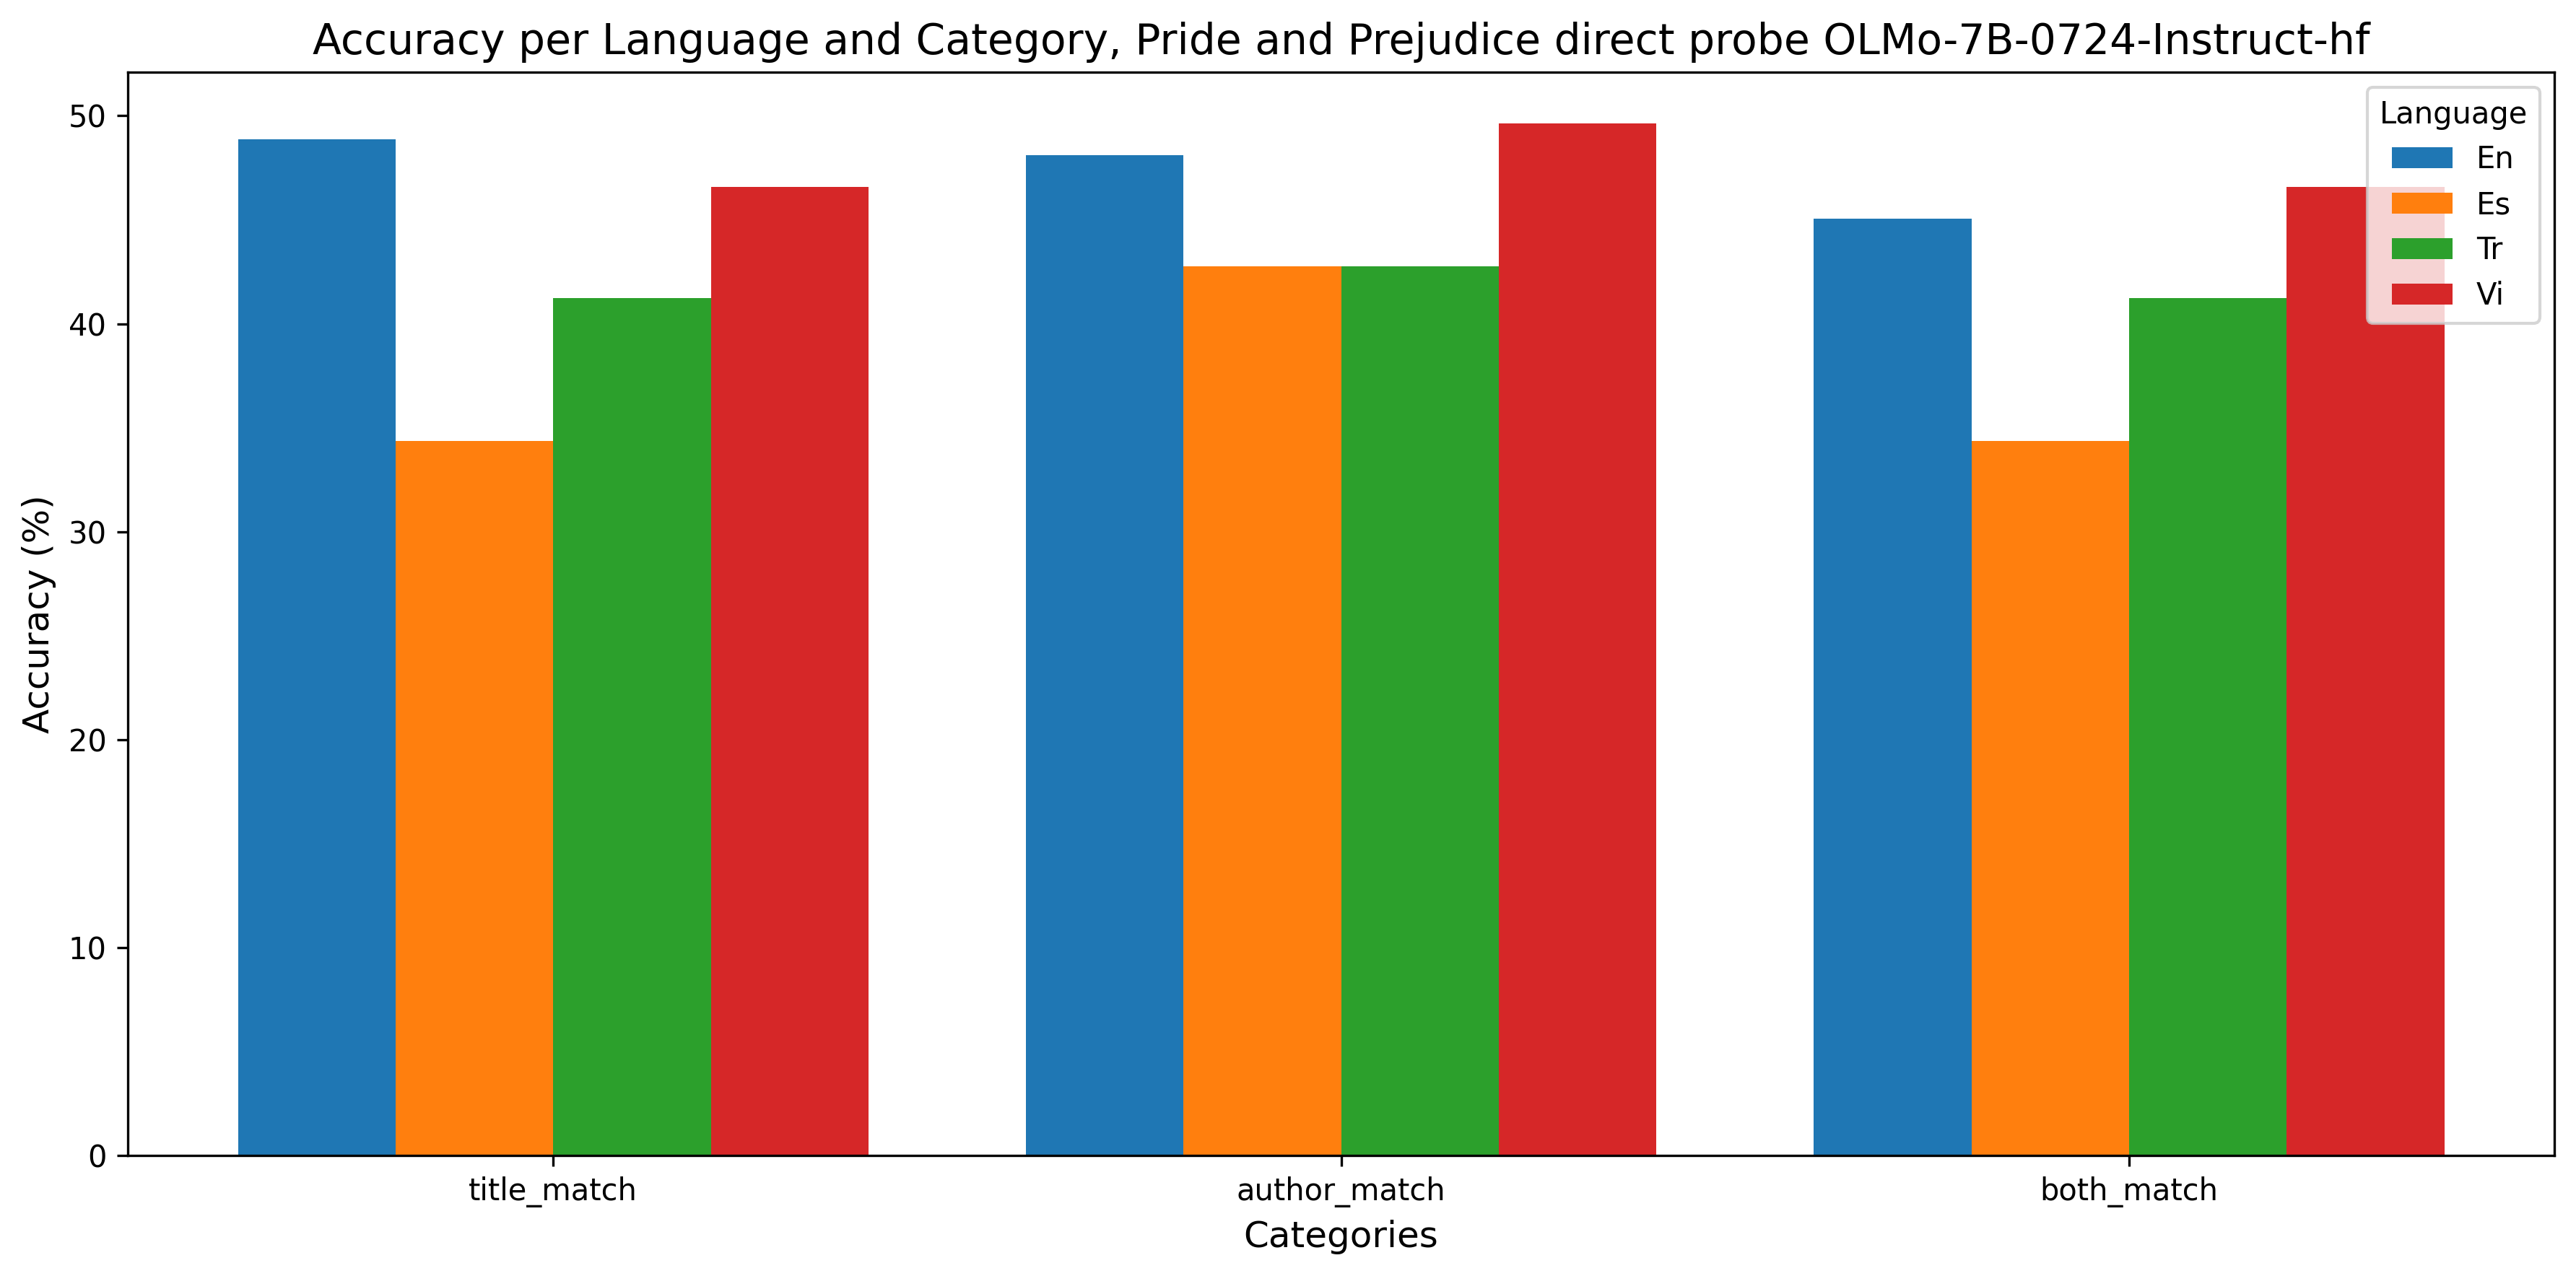 Accuracy per Language and Category, Pride and Prejudice direct probe OLMo-7B-0724-Instruct-hf
Language
En
Es
Tr
Vi
50
40
30
20
10
0
Accuracy (%)
title_match
author_match
both_match
Categories